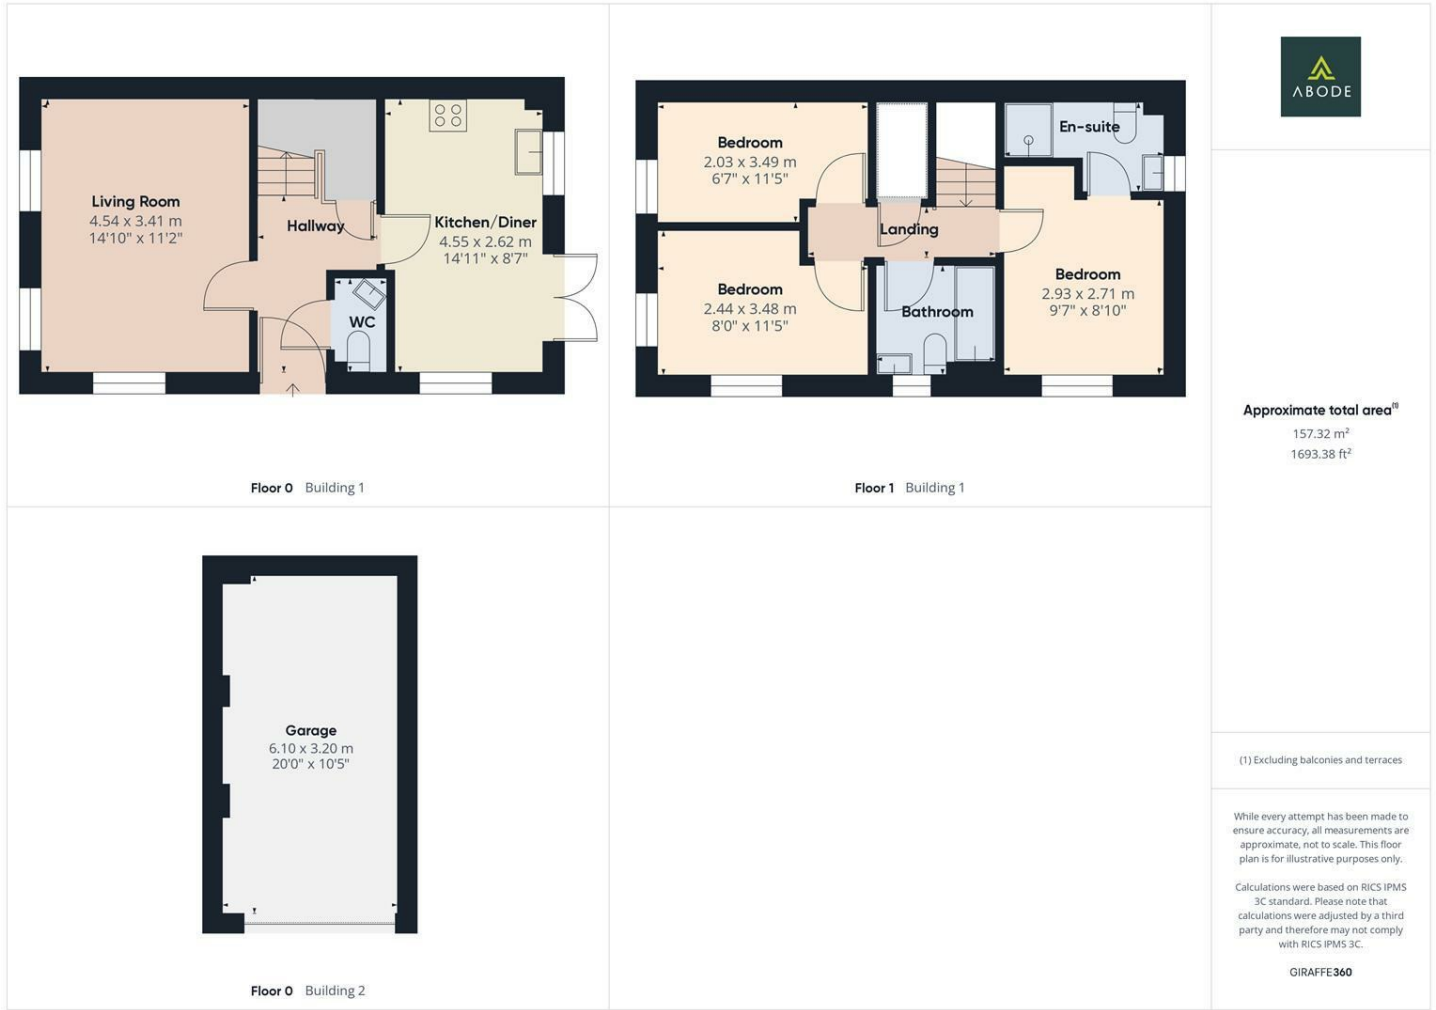 Living Room
4.54 x 3.41 m
14'10" x 11'2"
Hallway
Kitchen/Diner
4.55 x 2.62 m
14'11" x 8'7"
WC
Floor 0 Building 1
Bedroom
2.03 x 3.49 m
6'7" x 11'5"
En-suite
Landing
Bedroom
2.44 x 3.48 m
8'0" x 11'5"
Bathroom
Bedroom
2.93 x 2.71 m
9'7" x 8'10"
Floor 1 Building 1
Garage
6.10 x 3.20 m
20'0" x 10'5"
Floor 0 Building 2
ABODE
Approximate total area(1)
157.32 m²
1693.38 ft²
(1) Excluding balconies and terraces
While every attempt has been made to
ensure accuracy, all measurements are
approximate, not to scale. This floor
plan is for illustrative purposes only.
Calculations were based on RICS IPMS
3C standard. Please note that
calculations were adjusted by a third
party and therefore may not comply
with RICS IPMS 3C.
GIRAFFE360